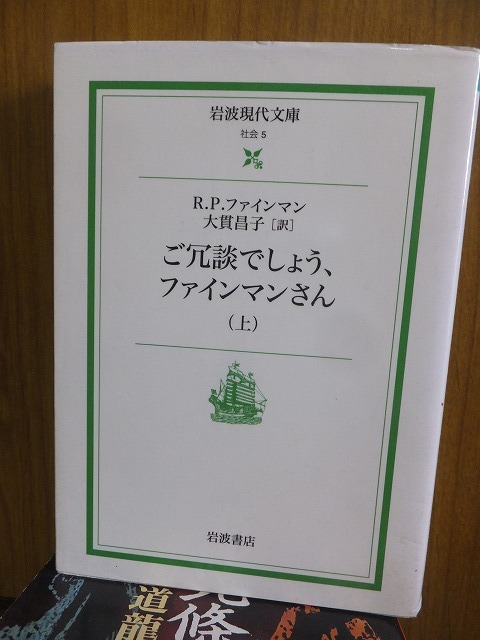 岩波現代文庫
社会 5
R.P.ファインマン
大貫昌子［訳］
ご冗談でしょう、
ファインマンさん
（上）
岩波書店
道龍